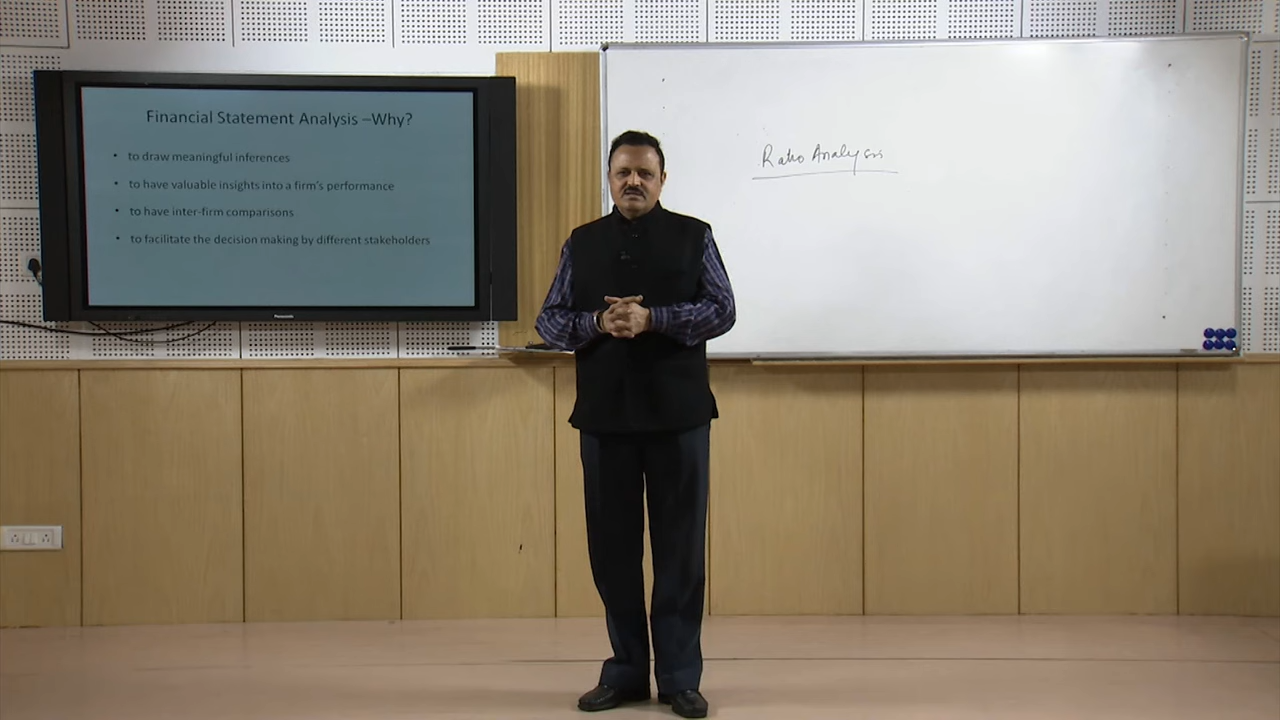 Financial Statement Analysis –Why?
• to draw meaningful inferences
• to have valuable insights into a firm's performance
• to have inter-firm comparisons
• to facilitate the decision making by different stakeholders
Panasonic
Ratio Analysis